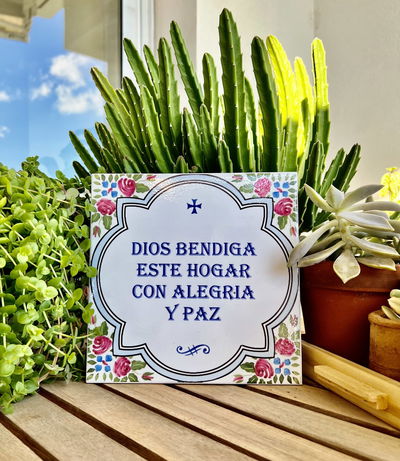 DIOS BENDIGA
ESTE HOGAR
CON ALEGRIA
Y PAZ